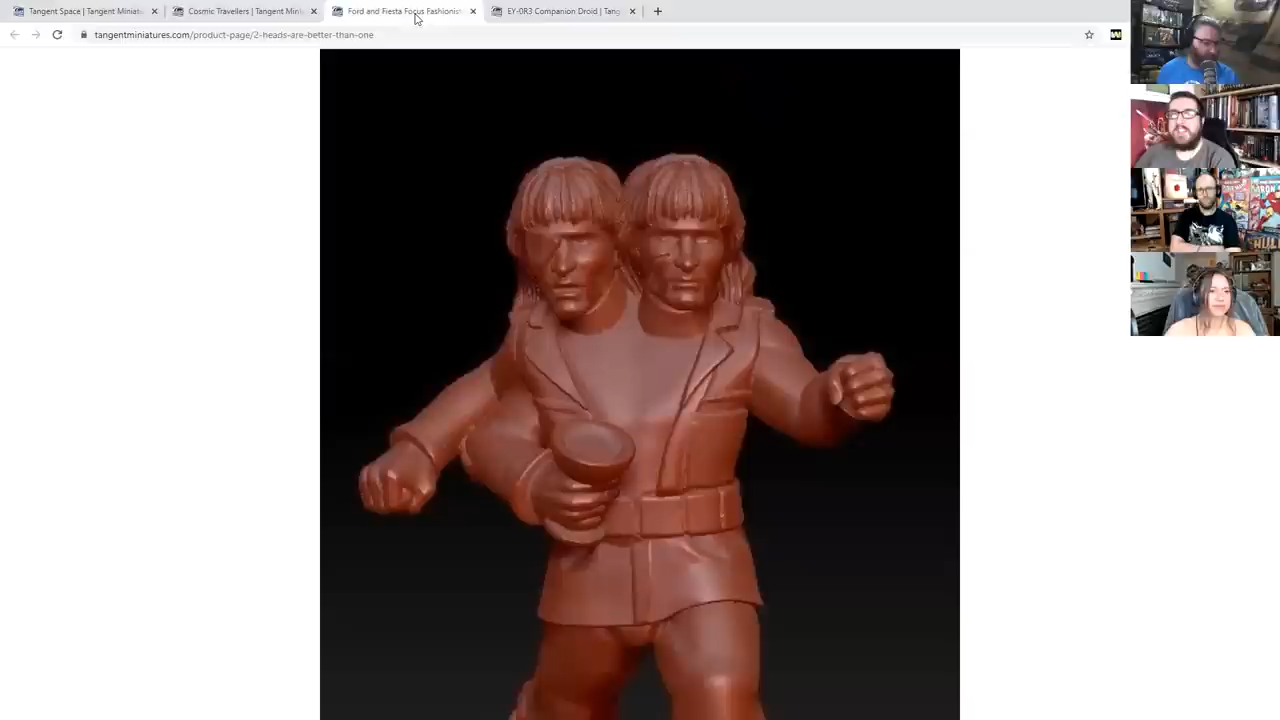 Tangent Space | Tangent Miniatu
Cosmic Travellers | Tangent Mini
Ford and Fiesta Focus Fashionist
EY-0R3 Companion Droid | Tang
tangentminiatures.com/product-page/2-heads-are-better-than-one